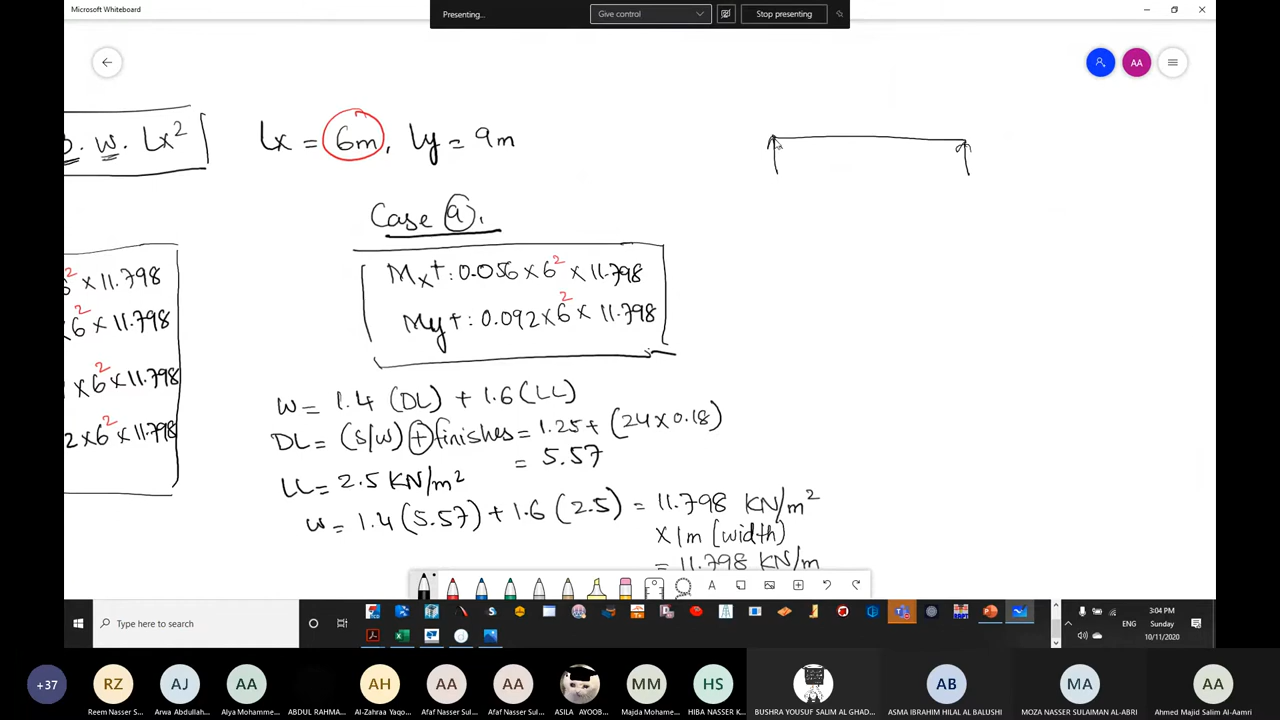 Microsoft Whiteboard
Presenting...
Give control
Stop presenting
AA
. w. Lx²
Lx = 6m, Ly = 9m
Case a.
Mx+: 0.056 x 6² x 11.798
My+: 0.092 x 6² x 11.798
² x 11.798
x 6² x 11.798
x 6² x 11.798
2 x 6² x 11.798
w = 1.4 (DL) + 1.6 (LL)
DL = (S/W) + finishes = 1.25 + (24 x 0.18)
= 5.57
LL = 2.5 KN/m²
w = 1.4 (5.57) + 1.6 (2.5) = 11.798 KN/m²
x 1m (width)
= 11.798 KN/m
Type here to search
ENG
3:04 PM
Sunday
10/11/2020
+37
RZ
AJ
AA
AH
AA
AA
MM
HS
AB
MA
AA
Reem Nasser S...
Arwa Abdullah...
Alya Mohamme...
ABDUL RAHMA...
Al-Zahraa Yaqo...
Afaf Nasser Sul...
Afaf Nasser Sul...
ASILA AYOOB...
Majda Mohame...
HIBA NASSER K...
BUSHRA YOUSUF SALIM AL GHAD...
ASMA IBRAHIM HILAL AL BALUSHI
MOZA NASSER SULAIMAN AL-ABRI
Ahmed Majid Salim Al-Aamri